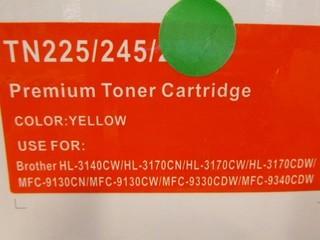 TN225/245/2
Premium Toner Cartridge
COLOR:YELLOW
USE FOR:
Brother HL-3140CW/HL-3170CN/HL-3170CW/HL-3170CDW/
MFC-9130CN/MFC-9130CW/MFC-9330CDW/MFC-9340CDW